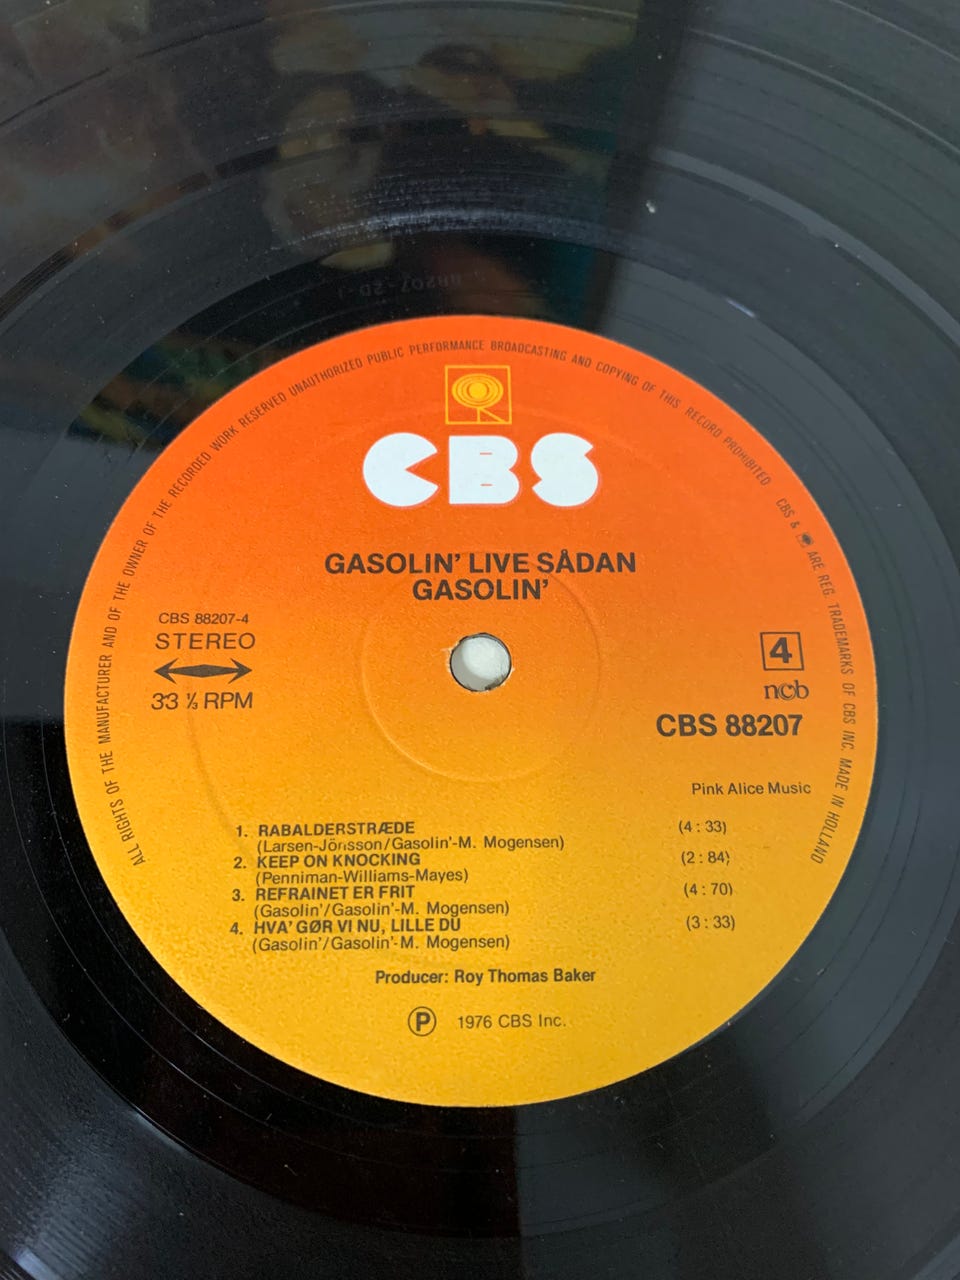 88207-2D-1
ALL RIGHTS OF THE MANUFACTURER AND OF THE OWNER OF THE RECORDED WORK RESERVED UNAUTHORIZED PUBLIC PERFORMANCE BROADCASTING AND COPYING OF THIS RECORD PROHIBITED CBS & ARE REG. TRADEMARKS OF CBS INC. MADE IN HOLLAND
CBS
GASOLIN' LIVE SÅDAN
GASOLIN'
CBS 88207-4
STEREO
33 ⅓ RPM
4
ncb
CBS 88207
Pink Alice Music
1. RABALDERSTRÆDE (4 : 33)
(Larsen-Jönsson/Gasolin'-M. Mogensen)
2. KEEP ON KNOCKING (2 : 84)
(Penniman-Williams-Mayes)
3. REFRAINET ER FRIT (4 : 70)
(Gasolin'/Gasolin'-M. Mogensen)
4. HVA' GØR VI NU, LILLE DU (3 : 33)
(Gasolin'/Gasolin'-M. Mogensen)
Producer: Roy Thomas Baker
℗ 1976 CBS Inc.